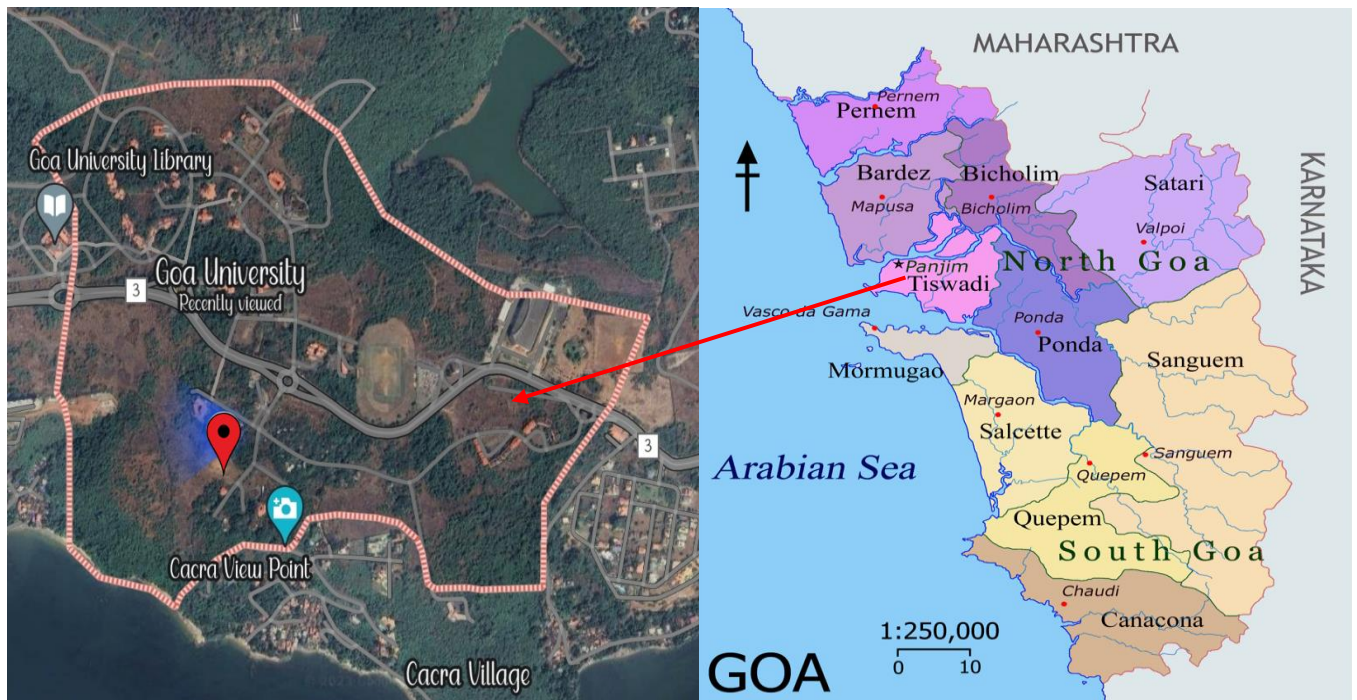 Goa University Library
Goa University
Recently viewed
3
3
Cacra View Point
Cacra Village
MAHARASHTRA
KARNATAKA
Pernem
Pernem
Bardez
Mapusa
Bicholim
Bicholim
Satari
Valpoi
North Goa
Panjim
Tiswadi
Vasco da Gama
Ponda
Ponda
Sanguem
Mormugao
Margaon
Salcette
Sanguem
Quepem
Arabian Sea
Quepem
South Goa
Chaudi
Canacona
1:250,000
0 10
GOA